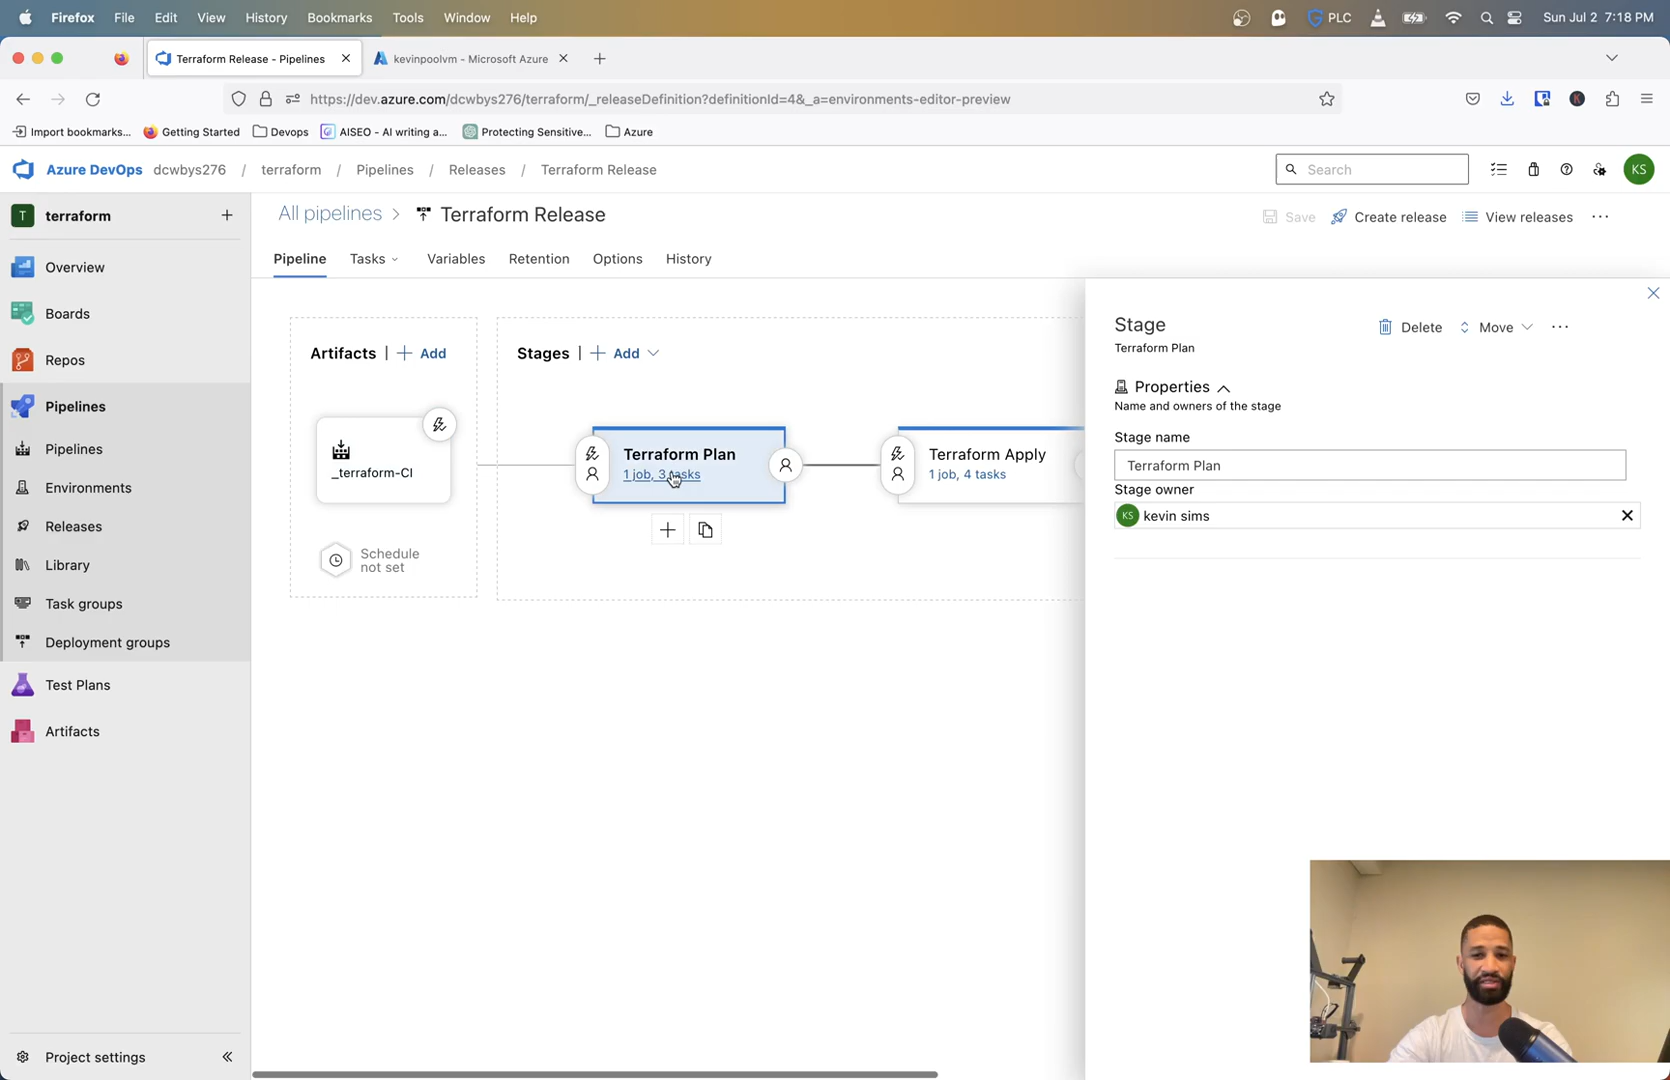 Firefox File Edit View History Bookmarks Tools Window Help PLC Sun Jul 2 7:18 PM
Terraform Release - Pipelines kevinpoolvm - Microsoft Azure
https://dev.azure.com/dcwbys276/terraform/_releaseDefinition?definitionId=4&_a=environments-editor-preview
Import bookmarks... Getting Started Devops AISEO - AI writing a... Protecting Sensitive... Azure
Azure DevOps dcwbys276 / terraform / Pipelines / Releases / Terraform Release Search KS
T terraform
All pipelines > Terraform Release
Save Create release View releases
Pipeline Tasks Variables Retention Options History
Overview
Boards
Repos
Pipelines
Pipelines
Environments
Releases
Library
Task groups
Deployment groups
Test Plans
Artifacts
Project settings
Artifacts | + Add
_terraform-CI
Schedule
not set
Stages | + Add
Terraform Plan
1 job, 3 tasks
Terraform Apply
1 job, 4 tasks
Stage
Terraform Plan
Delete Move
Properties
Name and owners of the stage
Stage name
Terraform Plan
Stage owner
KS kevin sims